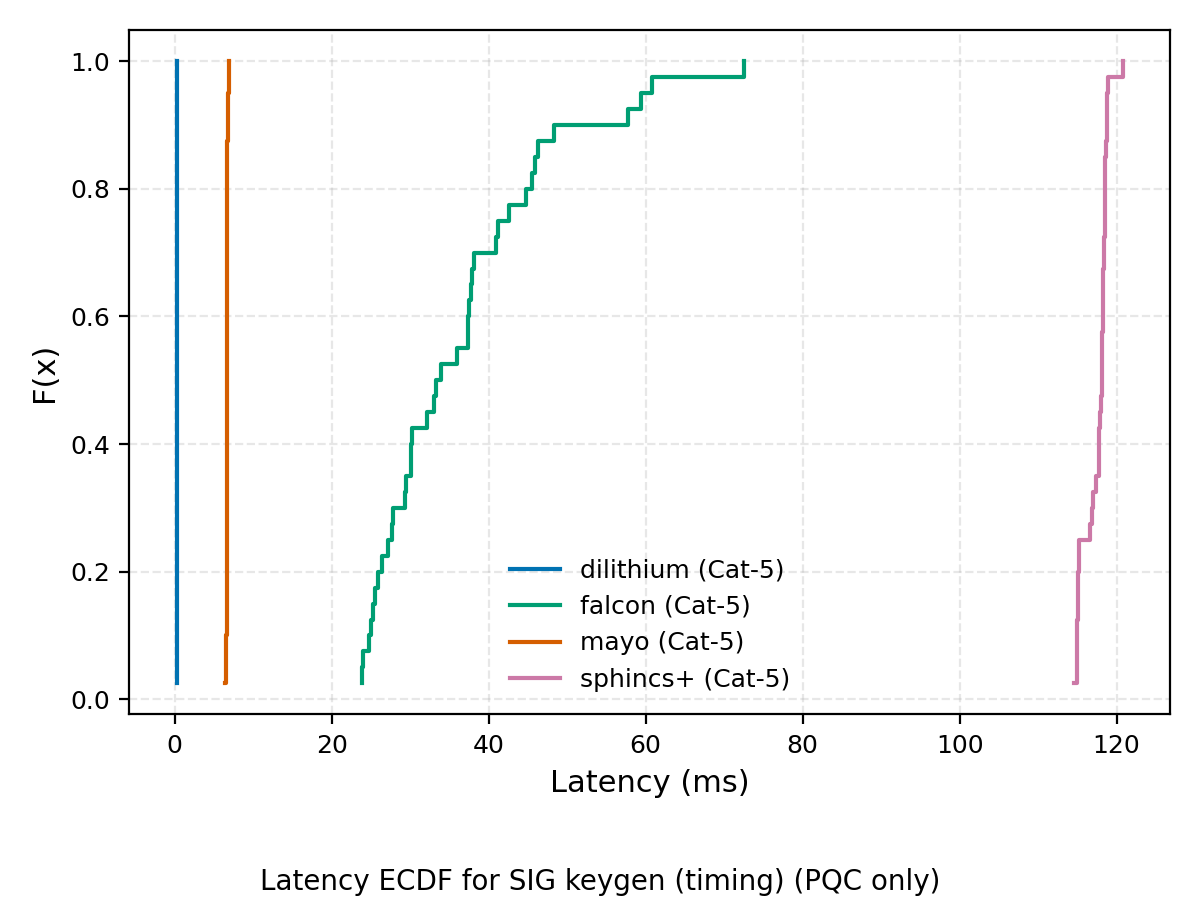 1.0
0.8
0.6
0.4
0.2
0.0
F(x)
dilithium (Cat-5)
falcon (Cat-5)
mayo (Cat-5)
sphincs+ (Cat-5)
0 20 40 60 80 100 120
Latency (ms)
Latency ECDF for SIG keygen (timing) (PQC only)